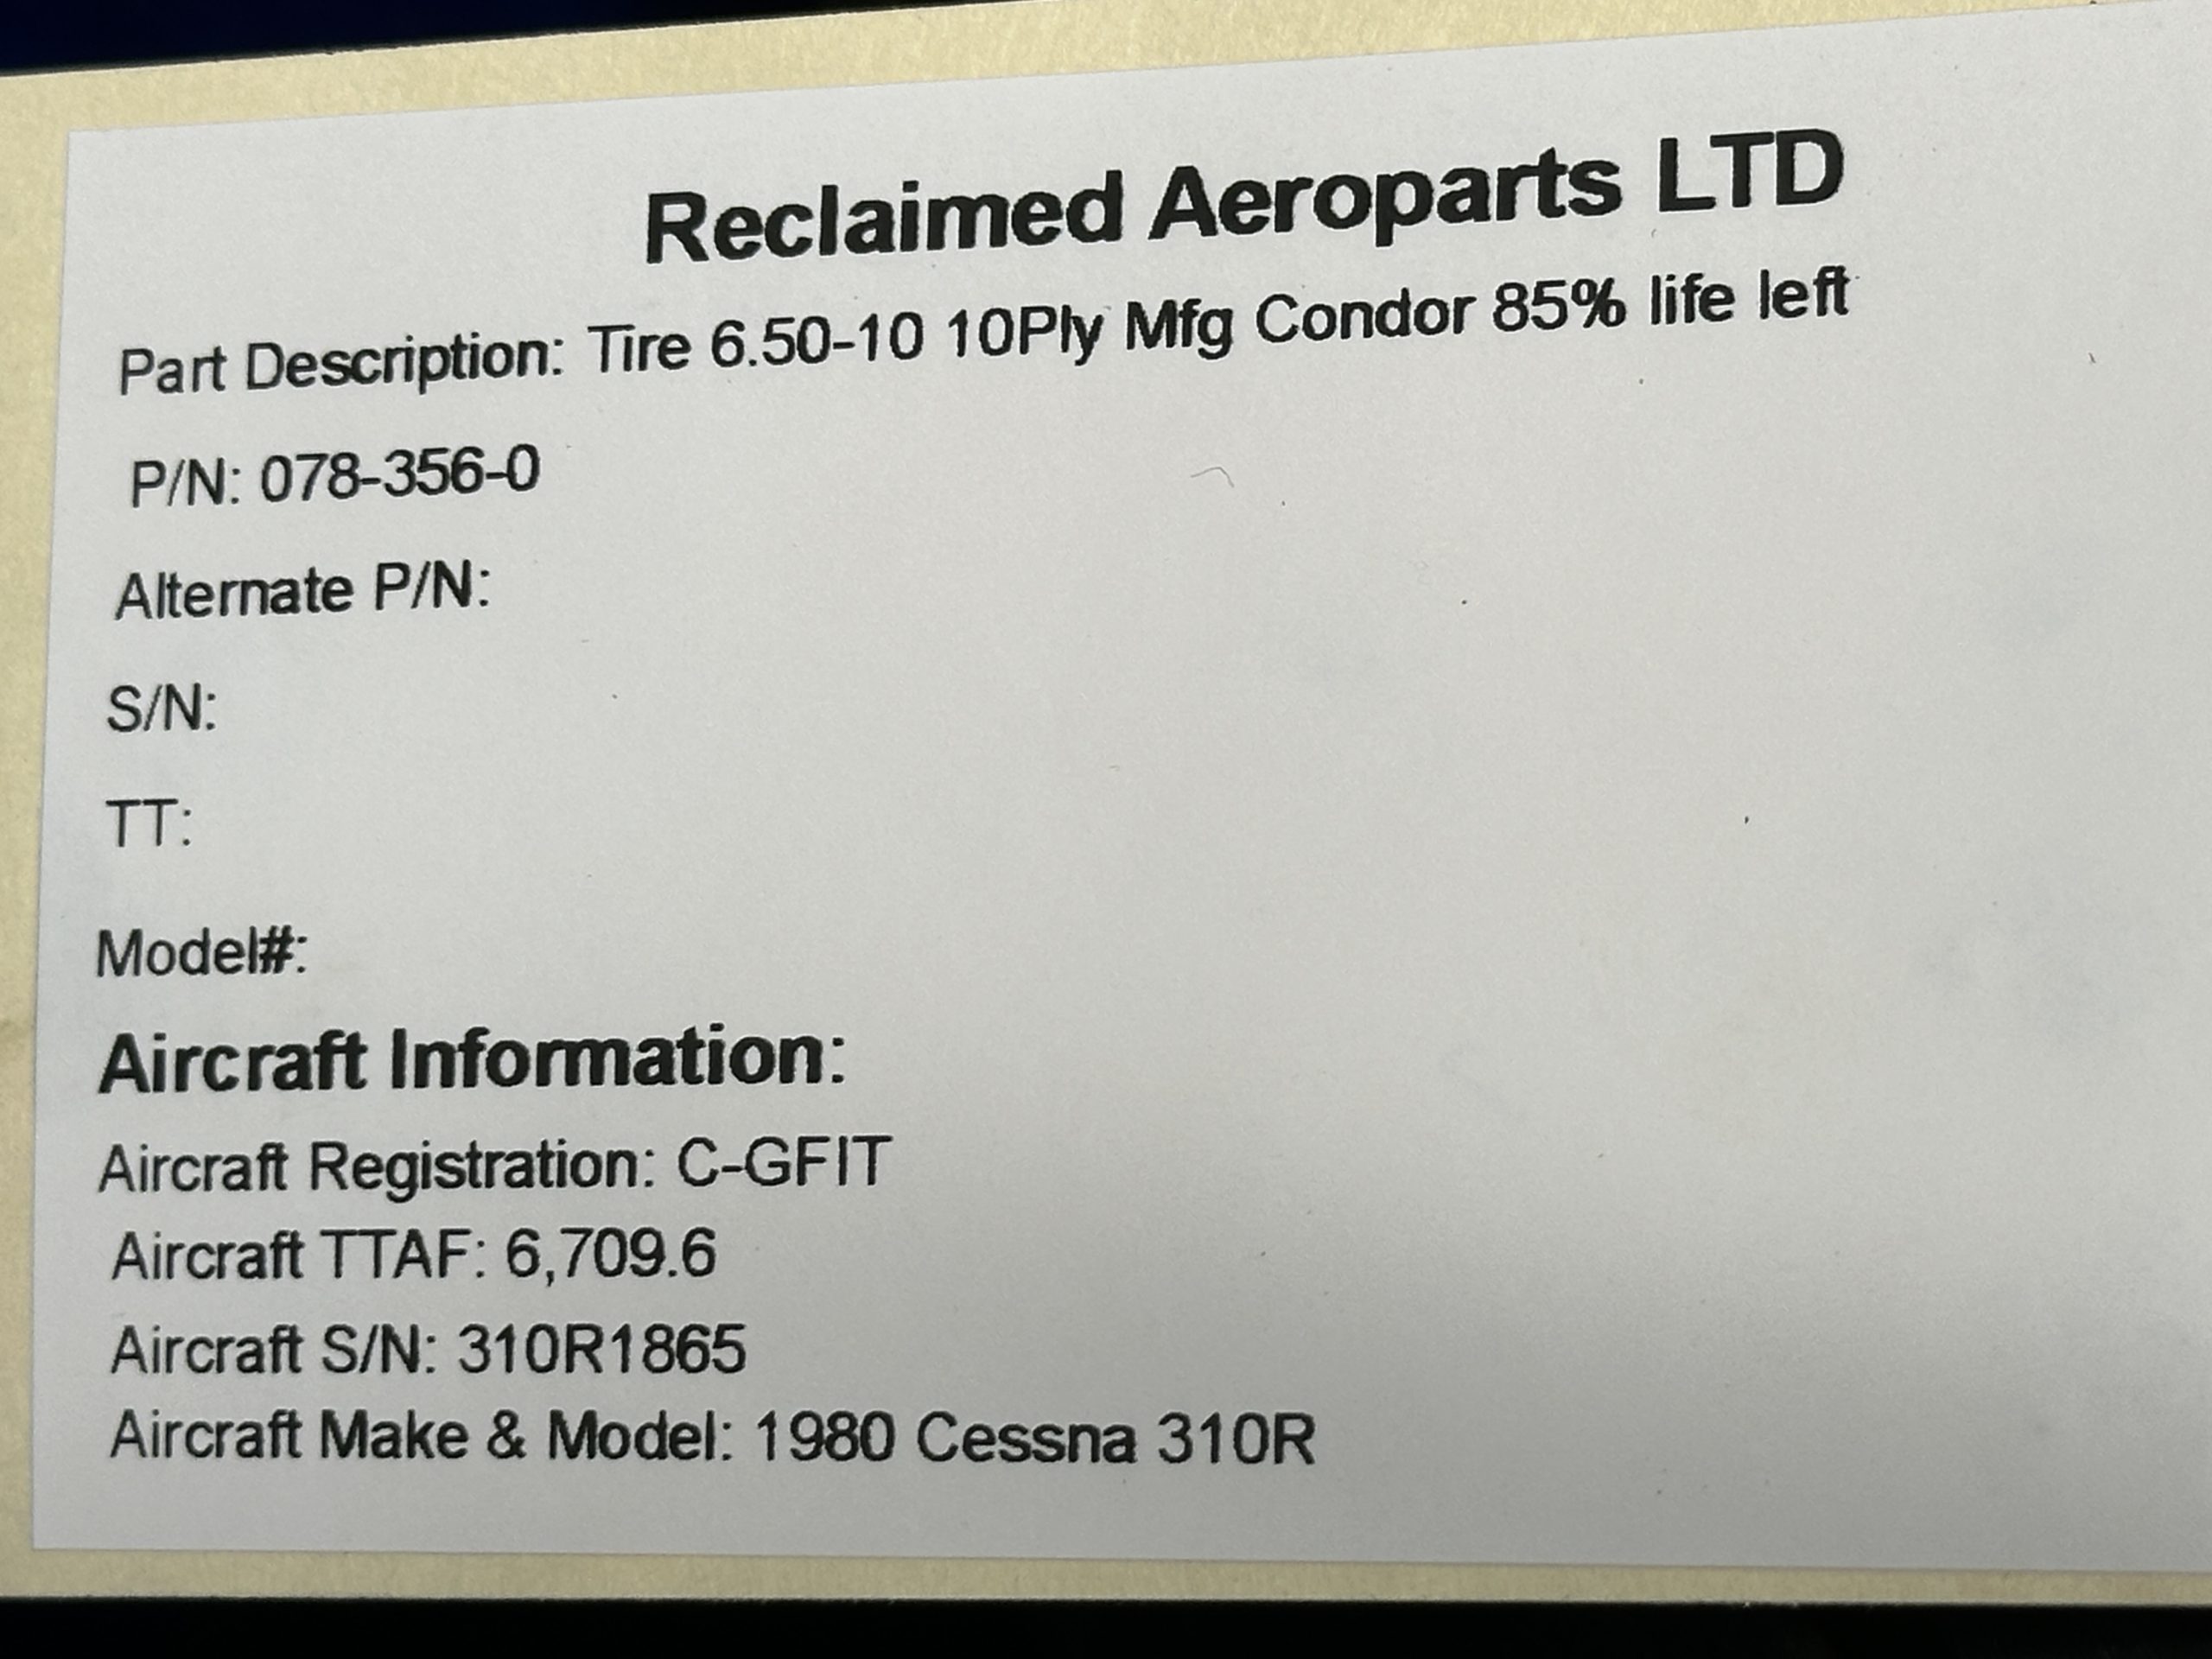 Reclaimed Aeroparts LTD
Part Description: Tire 6.50-10 10Ply Mfg Condor 85% life left
P/N: 078-356-0
Alternate P/N:
S/N:
TT:
Model#:
Aircraft Information:
Aircraft Registration: C-GFIT
Aircraft TTAF: 6,709.6
Aircraft S/N: 310R1865
Aircraft Make & Model: 1980 Cessna 310R